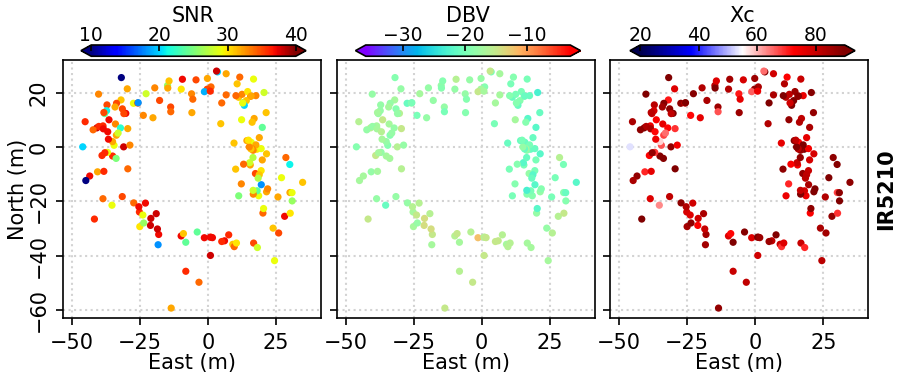 SNR DBV Xc
10 20 30 40 −30 −20 −10 20 40 60 80
20
0
−20
−40
−60
North (m)
IR5210
−50 −25 0 25 −50 −25 0 25 −50 −25 0 25
East (m) East (m) East (m)